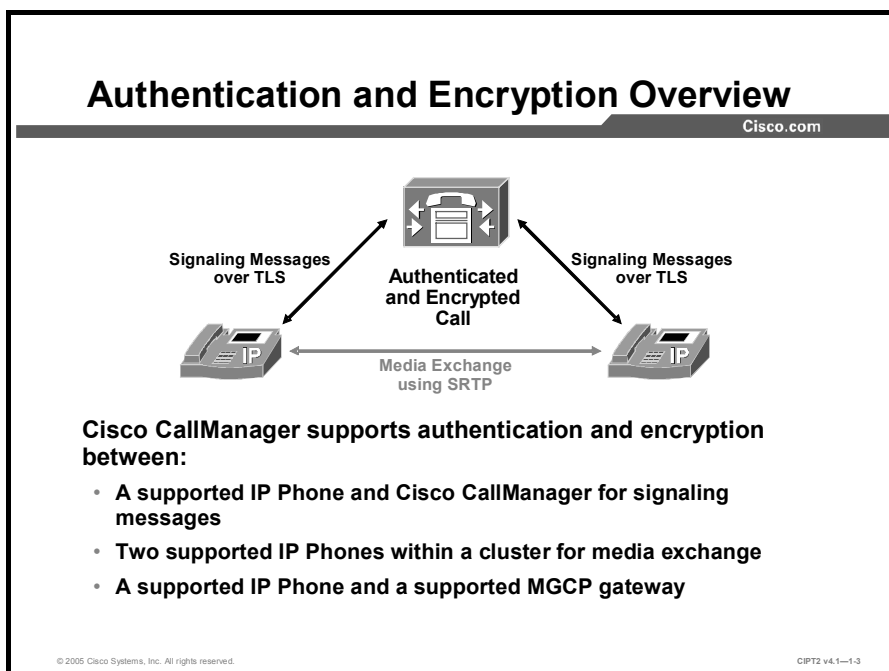 Authentication and Encryption Overview
Cisco.com
Signaling Messages
over TLS
Signaling Messages
over TLS
Authenticated
and Encrypted
Call
IP
IP
Media Exchange
using SRTP
Cisco CallManager supports authentication and encryption
between:
• A supported IP Phone and Cisco CallManager for signaling
messages
• Two supported IP Phones within a cluster for media exchange
• A supported IP Phone and a supported MGCP gateway
© 2005 Cisco Systems, Inc. All rights reserved.
CIPT2 v4.1—1-3